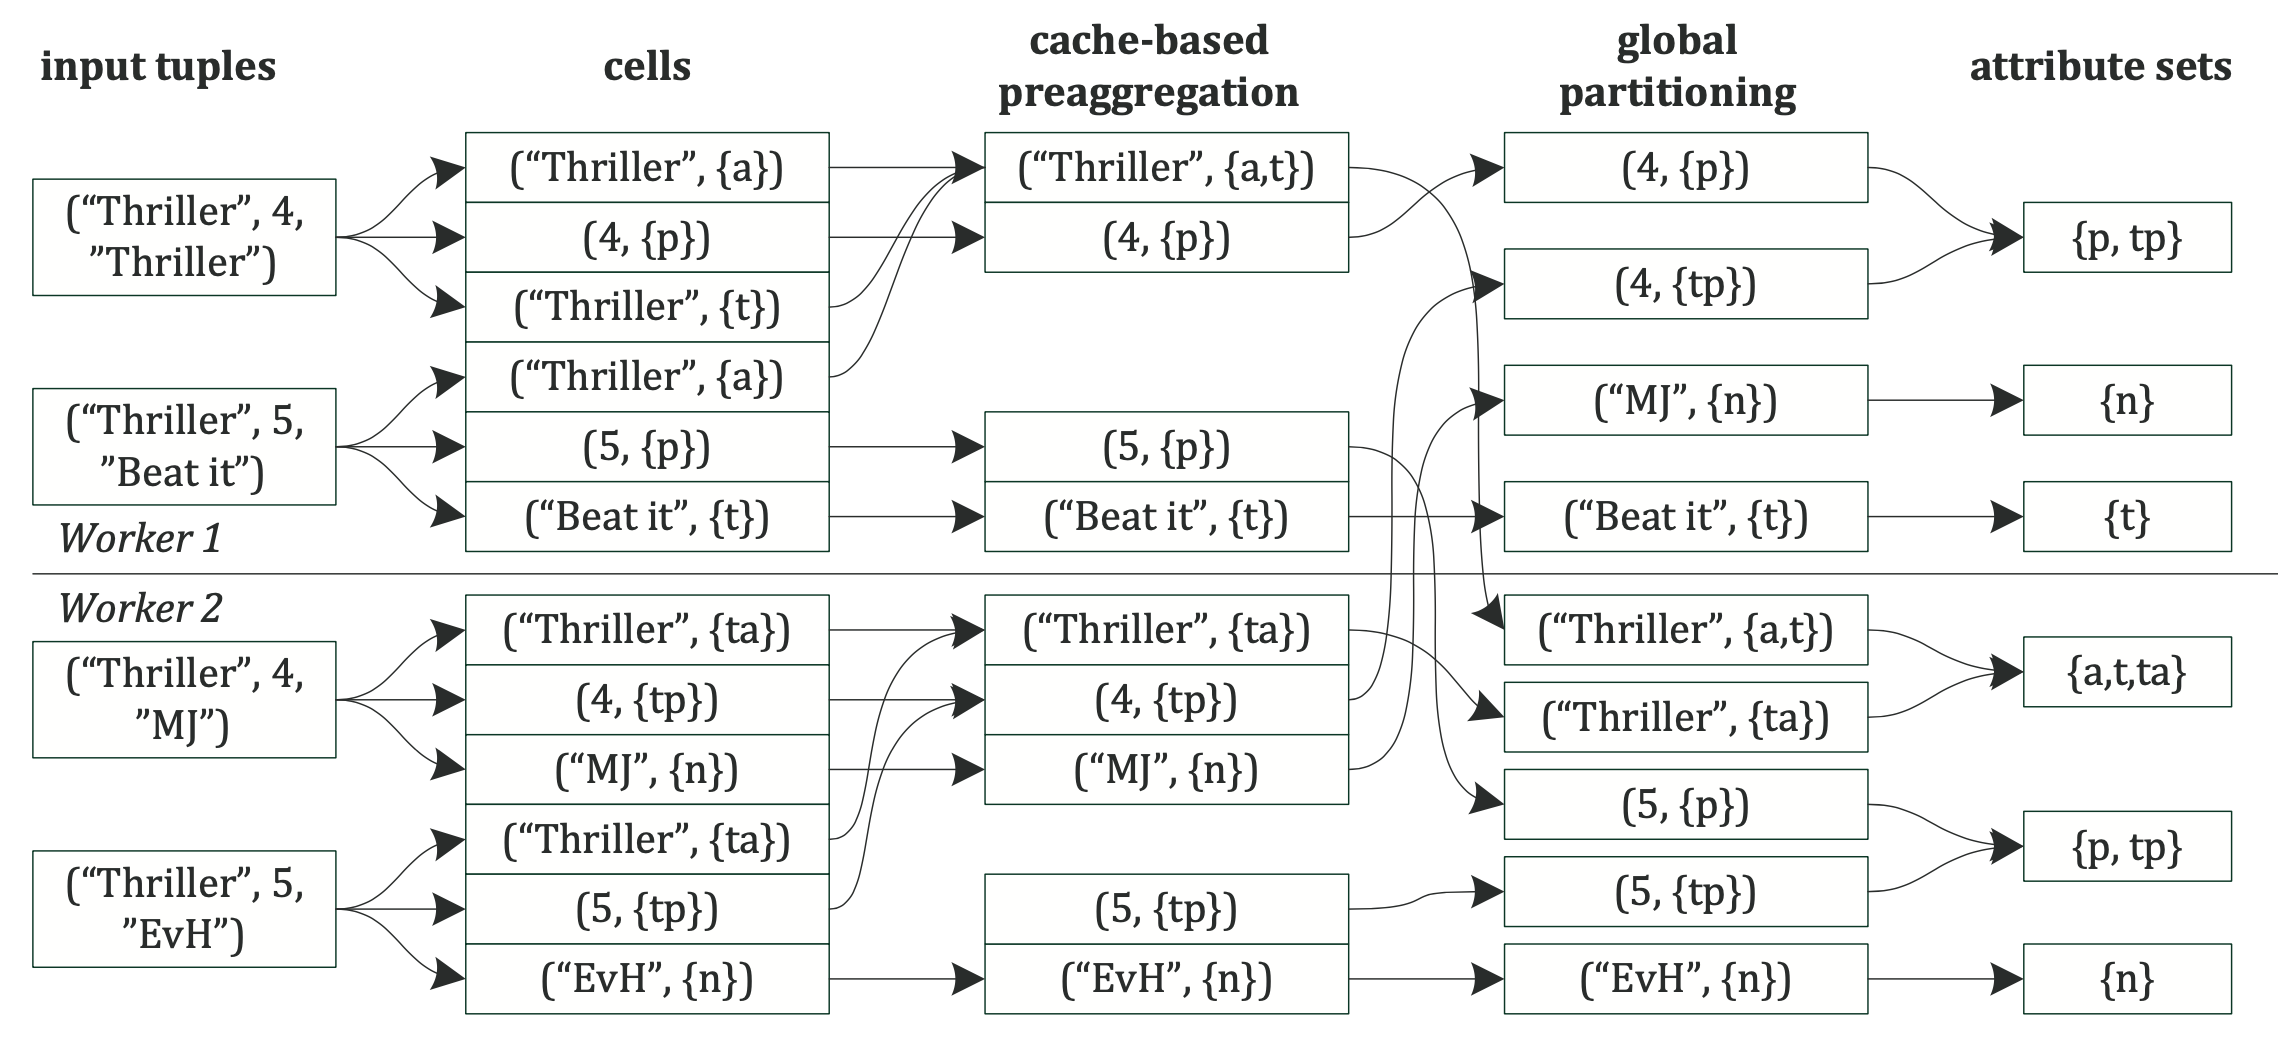 input tuples
cells
cache-based
preaggregation
global
partitioning
attribute sets
(“Thriller”, 4,
”Thriller”)
(“Thriller”, 5,
”Beat it”)
Worker 1
(“Thriller”, {a})
(4, {p})
(“Thriller”, {t})
(“Thriller”, {a})
(5, {p})
(“Beat it”, {t})
(“Thriller”, {a,t})
(4, {p})
(5, {p})
(“Beat it”, {t})
(4, {p})
(4, {tp})
(“MJ”, {n})
(“Beat it”, {t})
{p, tp}
{n}
{t}
Worker 2
(“Thriller”, 4,
”MJ”)
(“Thriller”, 5,
”EvH”)
(“Thriller”, {ta})
(4, {tp})
(“MJ”, {n})
(“Thriller”, {ta})
(5, {tp})
(“EvH”, {n})
(“Thriller”, {ta})
(4, {tp})
(“MJ”, {n})
(5, {tp})
(“EvH”, {n})
(“Thriller”, {a,t})
(“Thriller”, {ta})
(5, {p})
(5, {tp})
(“EvH”, {n})
{a,t,ta}
{p, tp}
{n}